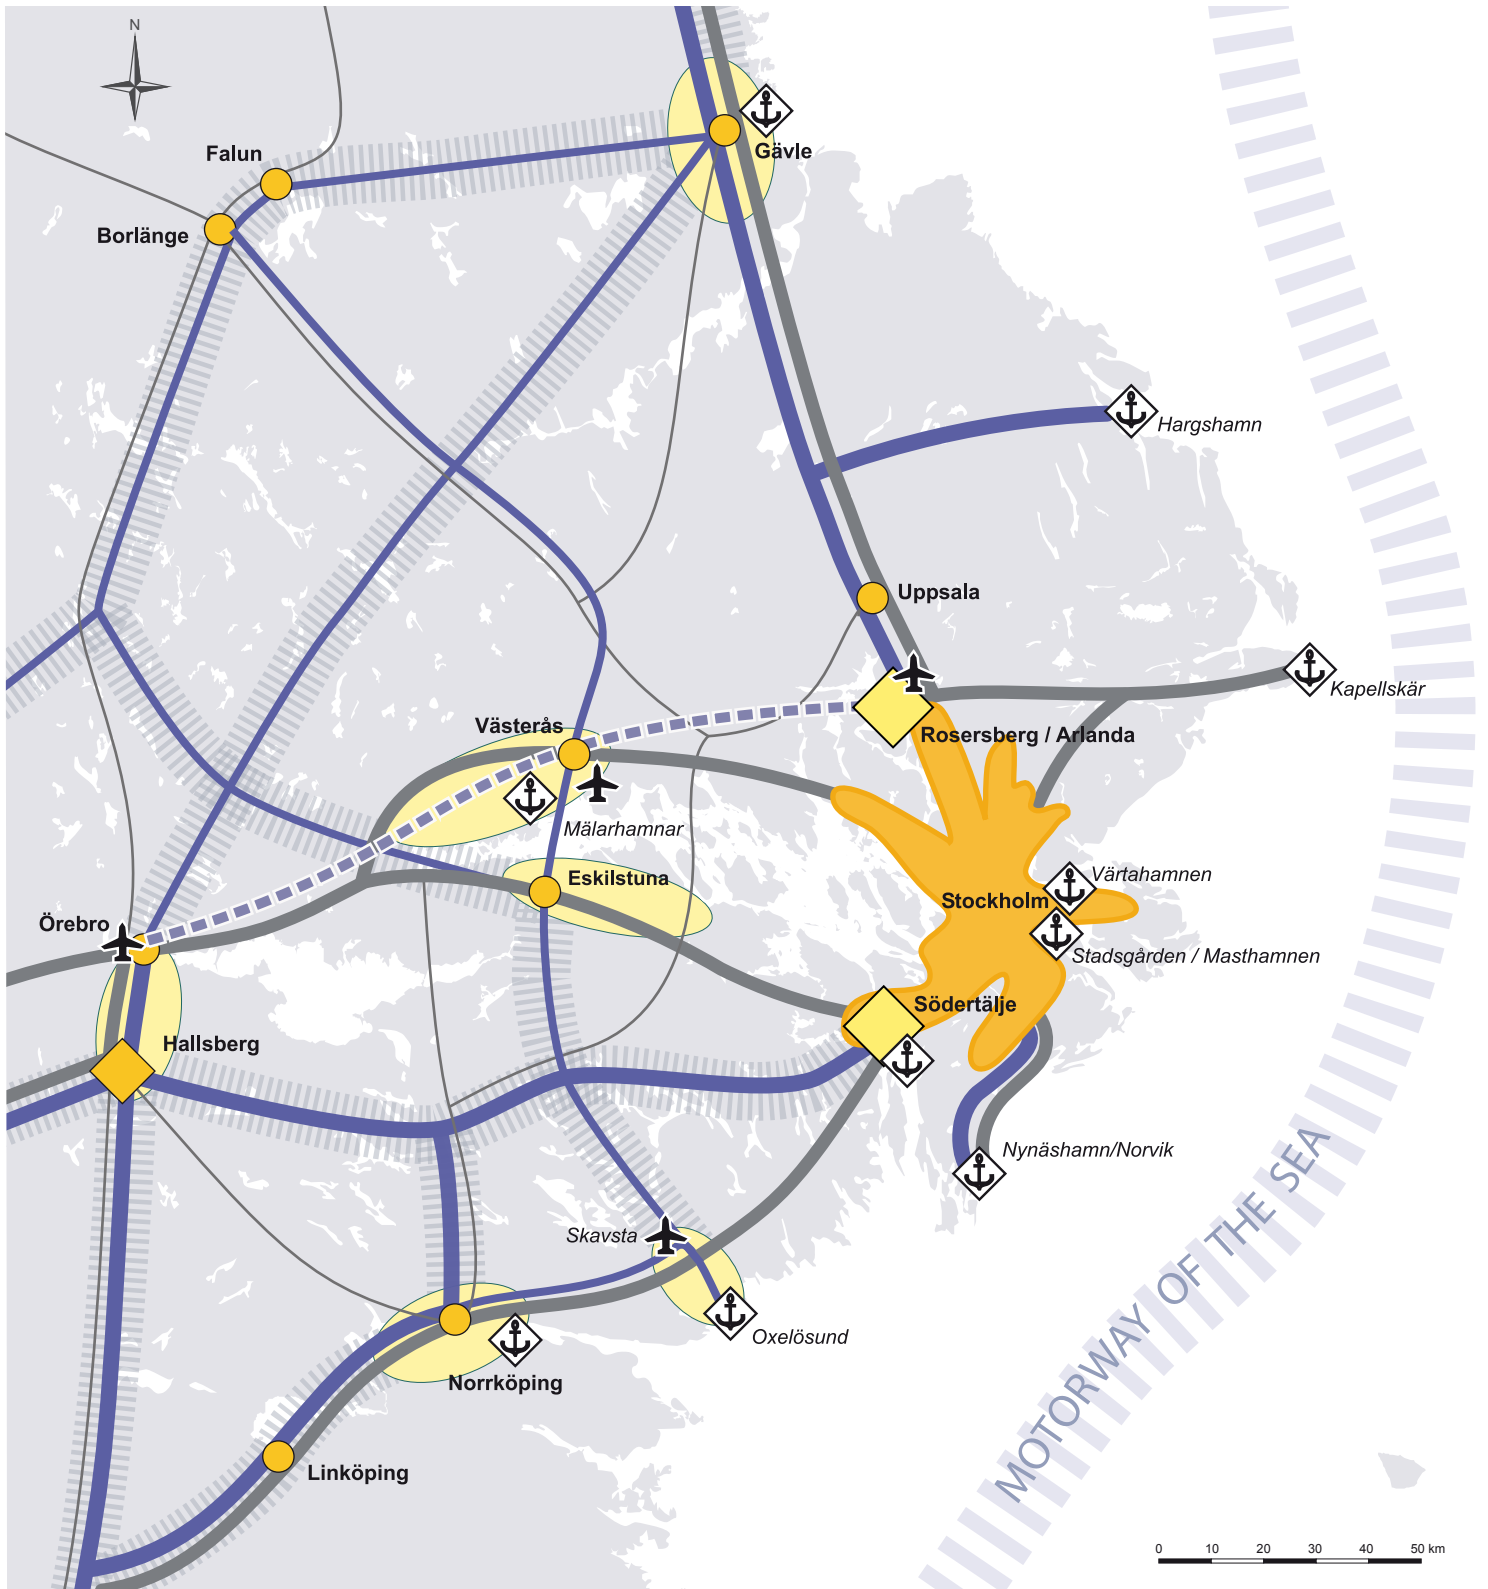 N
Falun
Gävle
Borlänge
Hargshamn
Uppsala
Kapellskär
Västerås
Rosersberg / Arlanda
Mälarhamnar
Eskilstuna
Värtahamnen
Stockholm
Örebro
Stadsgården / Masthamnen
Södertälje
Hallsberg
Nynäshamn/Norvik
MOTORWAY OF THE SEA
Skavsta
Oxelösund
Norrköping
Linköping
0 10 20 30 40 50 km